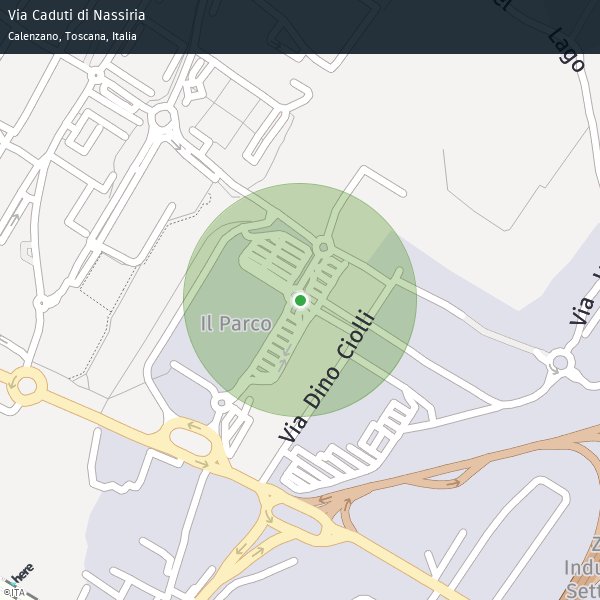 Via Caduti di Nassiria
Calenzano, Toscana, Italia
Lago
Via
Il Parco
Via Dino Ciolli
Z
Indu
Sett
here
©ITA